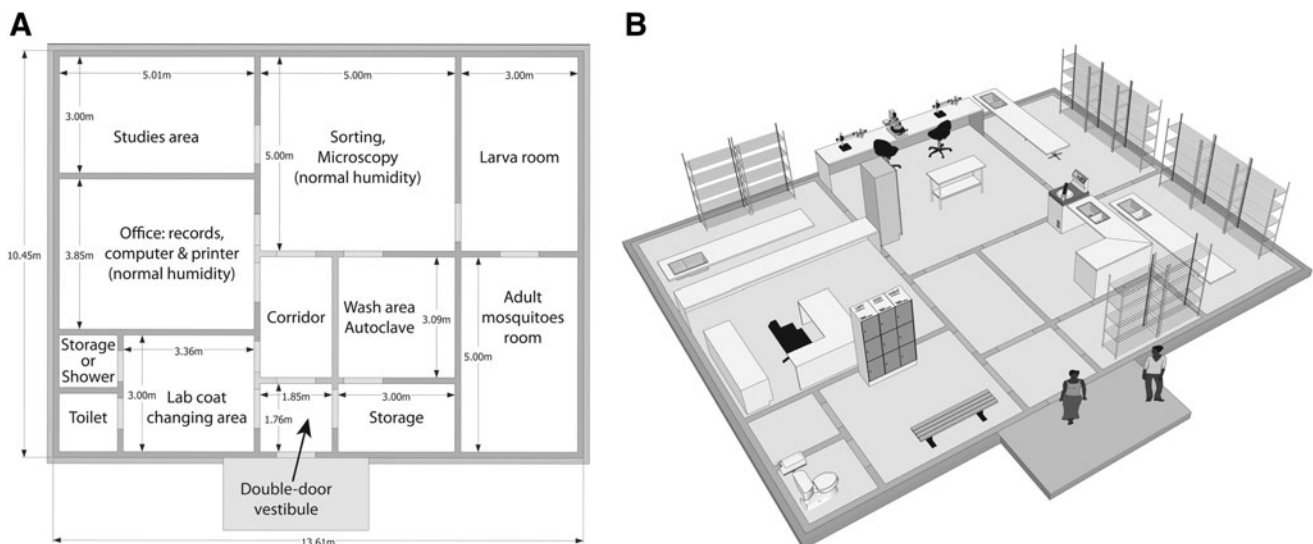 A
B
5.01m
5.00m
3.00m
3.00m
Studies area
5.00m
Sorting,
Microscopy
(normal humidity)
Larva room
10.45m
3.85m
Office: records,
computer & printer
(normal humidity)
Corridor
Wash area
Autoclave
3.09m
Adult
mosquitoes
room
5.00m
Storage
or
Shower
3.36m
3.00m
Lab coat
changing area
Toilet
1.85m
1.76m
3.00m
Storage
Double-door
vestibule
13.61m